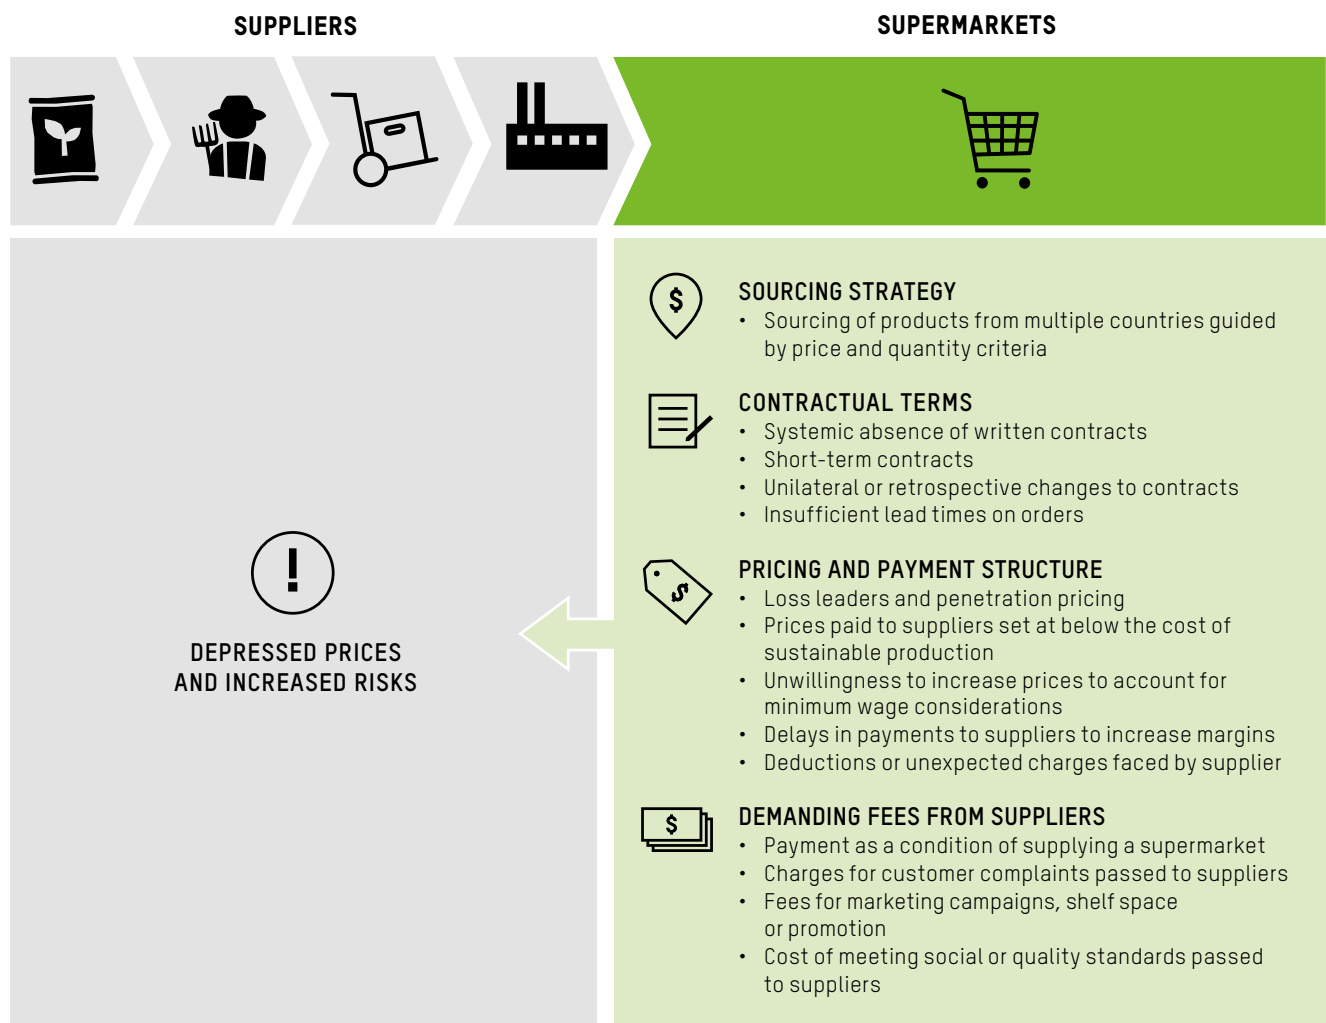 SUPPLIERS
SUPERMARKETS
$
SOURCING STRATEGY
• Sourcing of products from multiple countries guided
by price and quantity criteria
CONTRACTUAL TERMS
• Systemic absence of written contracts
• Short-term contracts
• Unilateral or retrospective changes to contracts
• Insufficient lead times on orders
!
DEPRESSED PRICES
AND INCREASED RISKS
$
PRICING AND PAYMENT STRUCTURE
• Loss leaders and penetration pricing
• Prices paid to suppliers set at below the cost of
sustainable production
• Unwillingness to increase prices to account for
minimum wage considerations
• Delays in payments to suppliers to increase margins
• Deductions or unexpected charges faced by supplier
$
DEMANDING FEES FROM SUPPLIERS
• Payment as a condition of supplying a supermarket
• Charges for customer complaints passed to suppliers
• Fees for marketing campaigns, shelf space
or promotion
• Cost of meeting social or quality standards passed
to suppliers